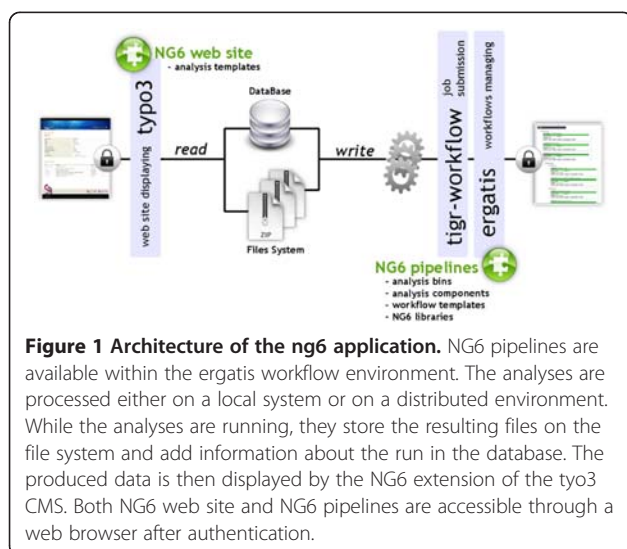 NG6 web site
- analysis templates
web site displaying typo3
DataBase
read
write
Files System
ZIP
tigr-workflow job submission
ergatis workflows managing
NG6 pipelines
- analysis bins
- analysis components
- workflow templates
- NG6 libraries
Figure 1 Architecture of the ng6 application. NG6 pipelines are
available within the ergatis workflow environment. The analyses are
processed either on a local system or on a distributed environment.
While the analyses are running, they store the resulting files on the
file system and add information about the run in the database. The
produced data is then displayed by the NG6 extension of the tyo3
CMS. Both NG6 web site and NG6 pipelines are accessible through a
web browser after authentication.